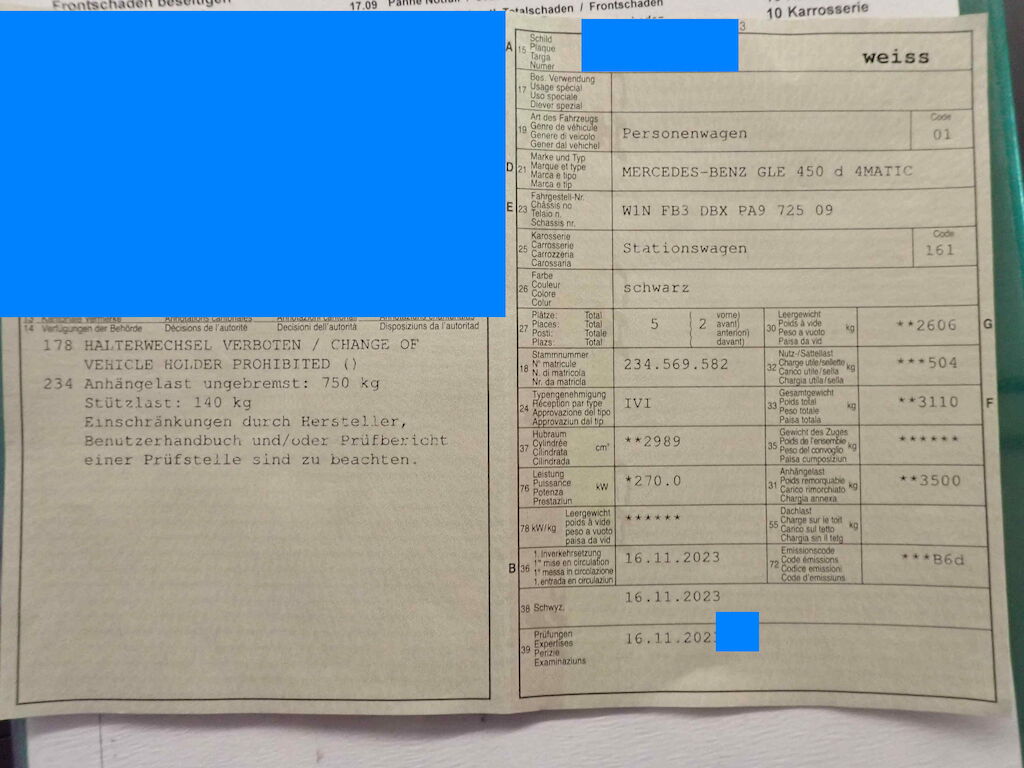 Frontschaden beseitigen
17.09 Panne Notfall
Totalschaden / Frontschaden
10 Karrosserie
A 15 Schild
Plaque
Targa
Numer
weiss
17 Bes. Verwendung
Usage spécial
Uso speciale
Diever spezial
19 Art des Fahrzeugs
Genre de véhicule
Genere di veicolo
Gener dal vehichel
Personenwagen
Code
01
D 21 Marke und Typ
Marque et type
Marca e tipo
Marca e tip
MERCEDES-BENZ GLE 450 d 4MATIC
E 23 Fahrgestell-Nr.
Châssis no
Telaio n.
Schassis nr.
W1N FB3 DBX PA9 725 09
25 Karosserie
Carrosserie
Carrozzeria
Carossaria
Stationswagen
Code
161
26 Farbe
Couleur
Colore
Colur
schwarz
27 Plätze: Total
Places: Total
Posti: Totale
Plazs: Total
5
( 2 vorne)
( avant)
( anterion)
( davant)
30 Leergewicht
Poids à vide
Peso a vuoto
Paisa da vid
kg
**2606
G
18 Stammnummer
N° matricule
N. di matricola
Nr. da matricla
234.569.582
32 Nutz-/Sattellast
Charge utile/sellette
Carico utile/sella
Chargia utila/sella
kg
***504
24 Typengenehmigung
Réception par type
Approvazione del tipo
Approvaziun dal tip
IVI
33 Gesamtgewicht
Poids total
Peso totale
Paisa totala
kg
**3110
F
37 Hubraum
Cylindrée
Cilindrata
Cilindrada
cm³
**2989
35 Gewicht des Zuges
Poids de l'ensemble
Peso del convoglio
Paisa cumposiziun
kg
******
76 Leistung
Puissance
Potenza
Prestaziun
kW
*270.0
31 Anhängelast
Poids remorquable
Carico rimorchiato
Chargia annexa
kg
**3500
78 kW/kg
Leergewicht
poids à vide
peso a vuoto
paisa da vid
******
55 Dachlast
Charge sur le toit
Carico sul tetto
Chargia sin il tetg
kg
B 36 1. Inverkehrsetzung
1re mise en circulation
1a messa in circolazione
1. entrada en circulaziun
16.11.2023
72 Emissionscode
Code émissions
Codice emissioni
Code d'emissiuns
***B6d
38 Schwyz.
16.11.2023
39 Prüfungen
Expertises
Perizie
Examinaziuns
16.11.202
14 Verfügungen der Behörde Décisions de l'autorité Decisioni dell'autorità Disposiziuns da l'autoritad
178 HALTERWECHSEL VERBOTEN / CHANGE OF
VEHICLE HOLDER PROHIBITED ()
234 Anhängelast ungebremst: 750 kg
Stützlast: 140 kg
Einschränkungen durch Hersteller,
Benutzerhandbuch und/oder Prüfbericht
einer Prüfstelle sind zu beachten.